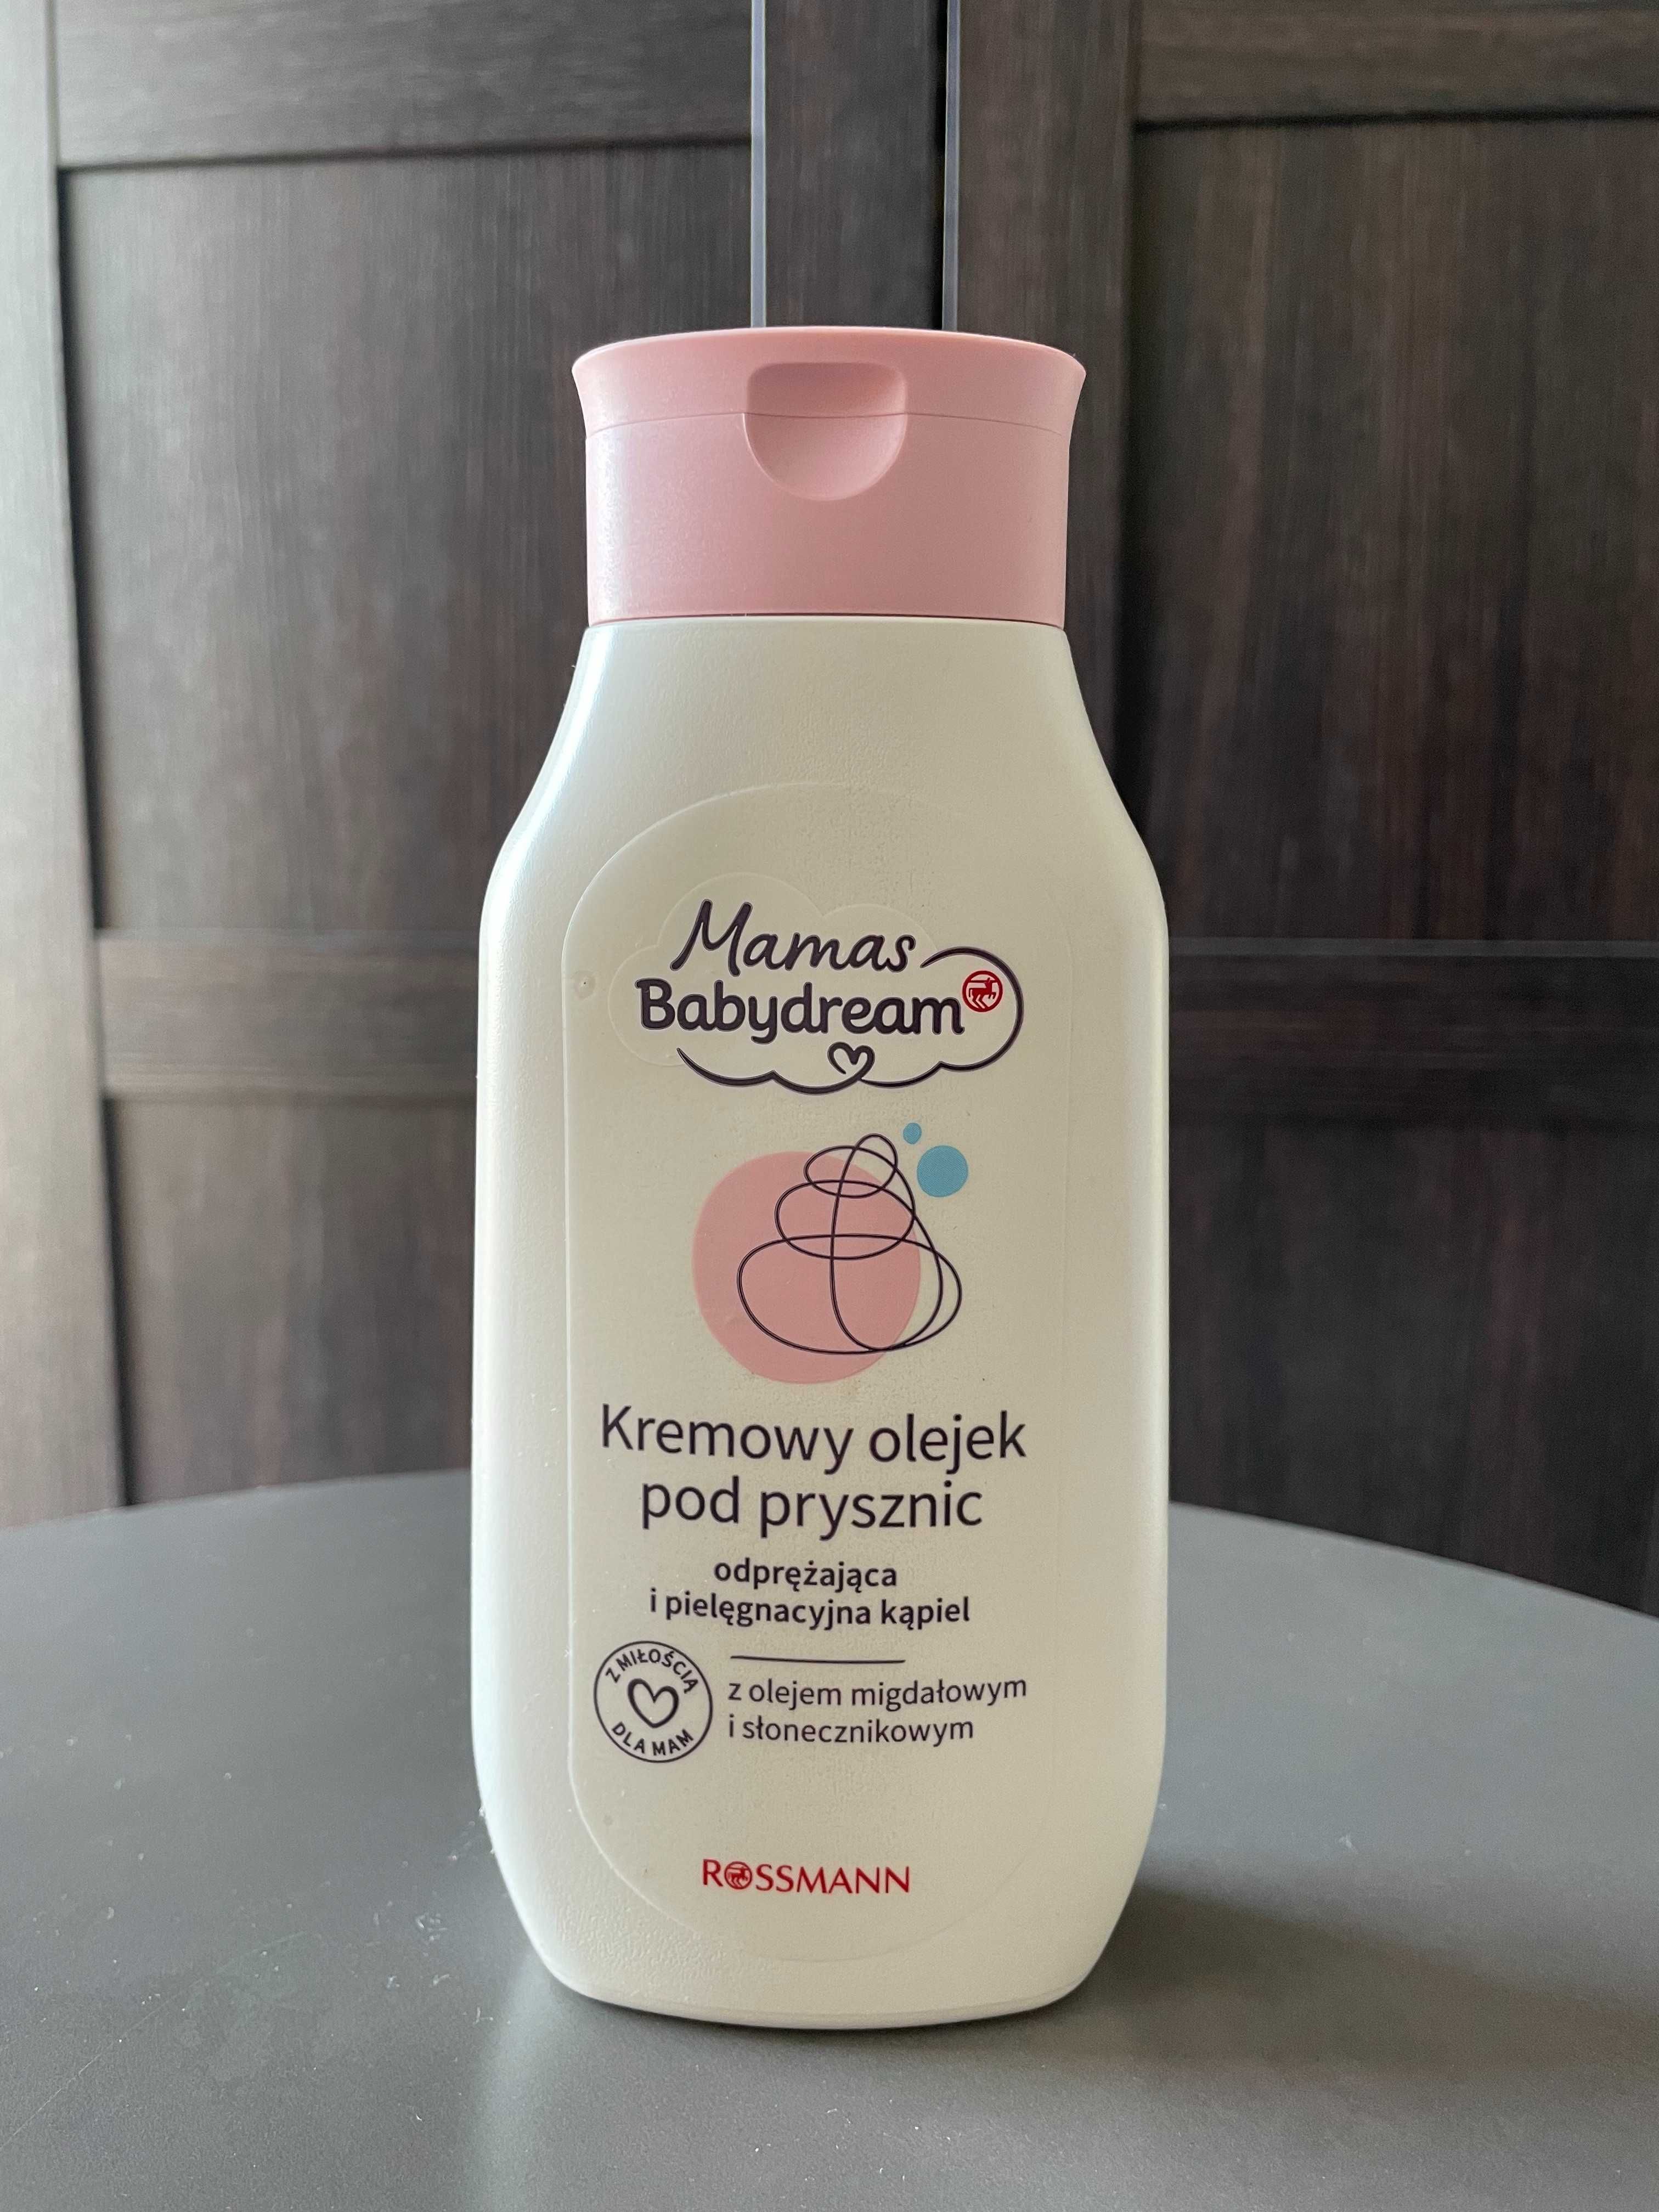 Mamas
Babydream
Kremowy olejek
pod prysznic
odprężająca
i pielęgnacyjna kąpiel
Z MIŁOŚCIĄ
DLA MAM
z olejem migdałowym
i słonecznikowym
ROSSMANN